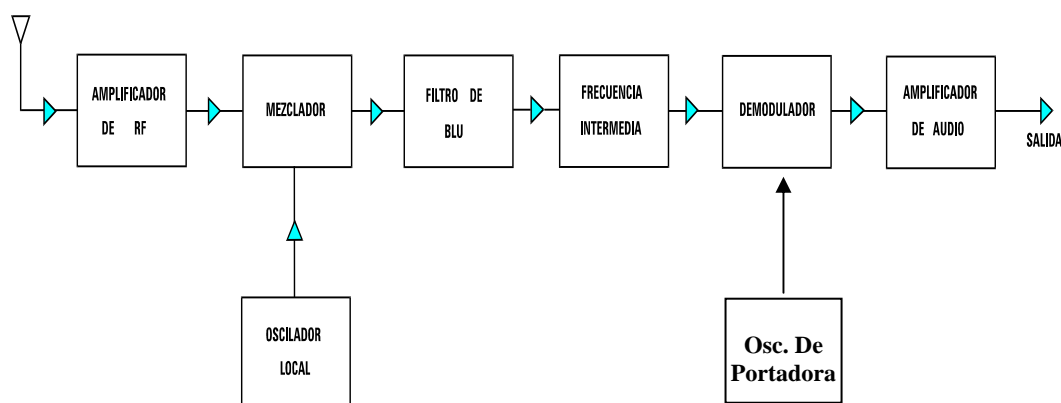 AMPLIFICADOR
DE RF
MEZCLADOR
FILTRO DE
BLU
FRECUENCIA
INTERMEDIA
DEMODULADOR
AMPLIFICADOR
DE AUDIO
SALIDA
OSCILADOR
LOCAL
Osc. De
Portadora